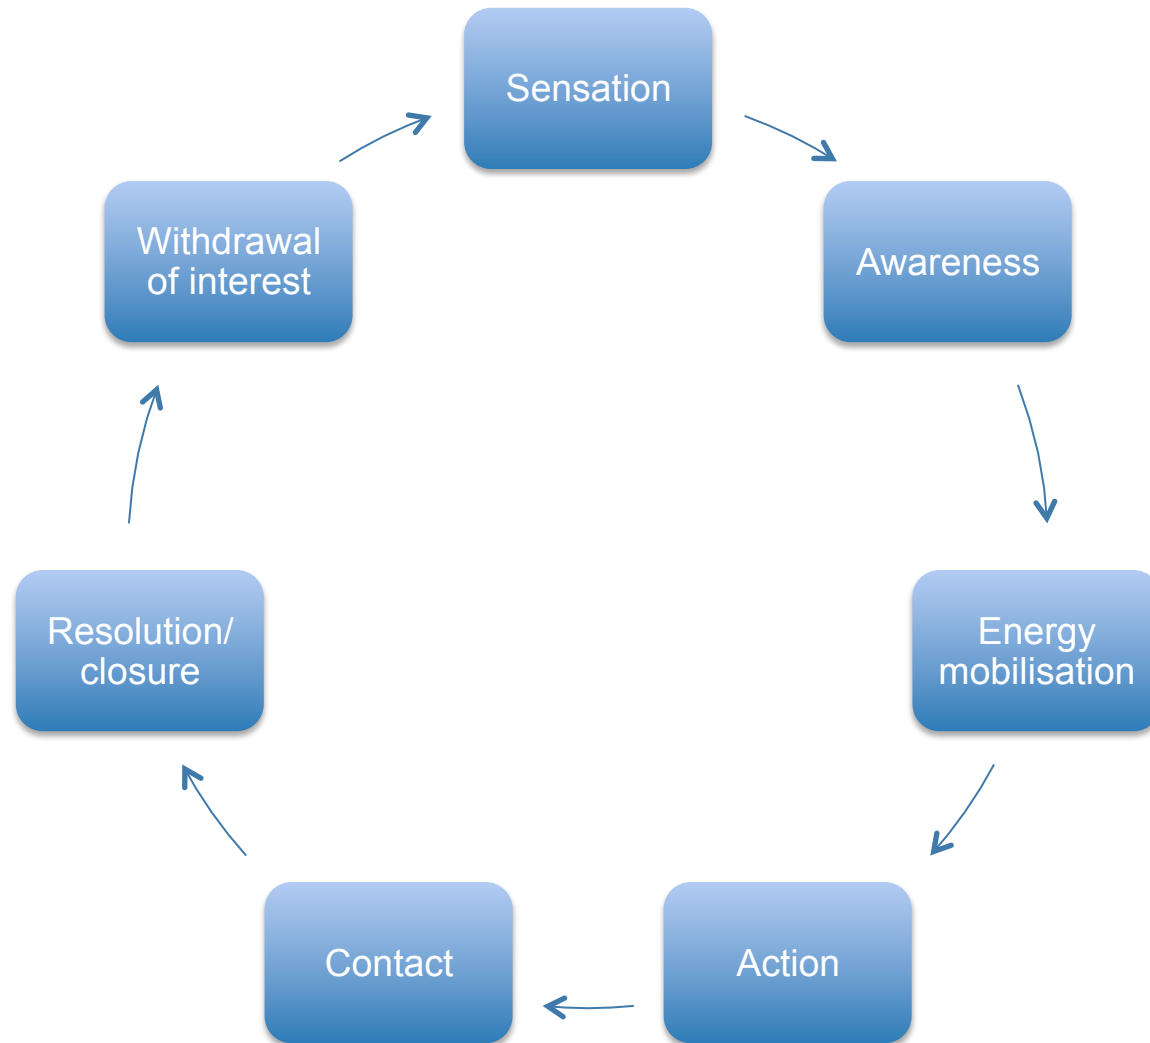 Sensation
Awareness
Energy
mobilisation
Action
Contact
Resolution/
closure
Withdrawal
of interest